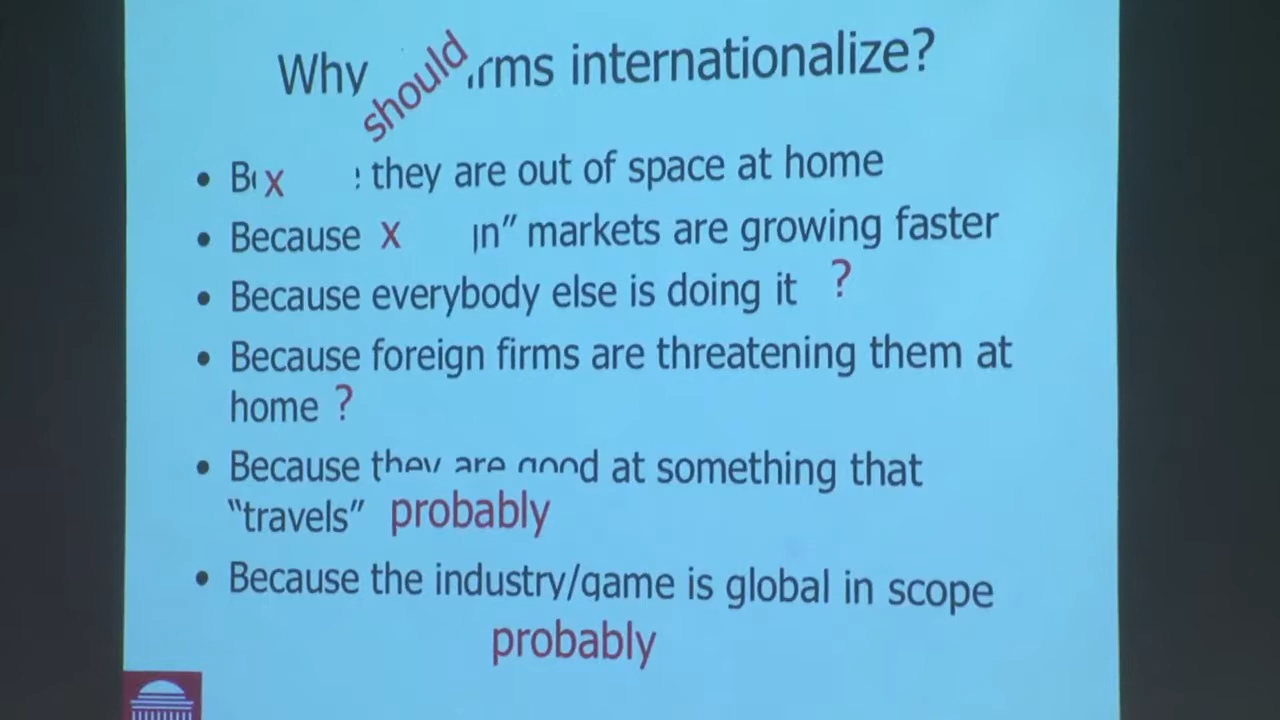 Why should irms internationalize?
• B x they are out of space at home
• Because x gn” markets are growing faster
• Because everybody else is doing it ?
• Because foreign firms are threatening them at
home ?
• Because they are good at something that
“travels” probably
• Because the industry/game is global in scope
probably